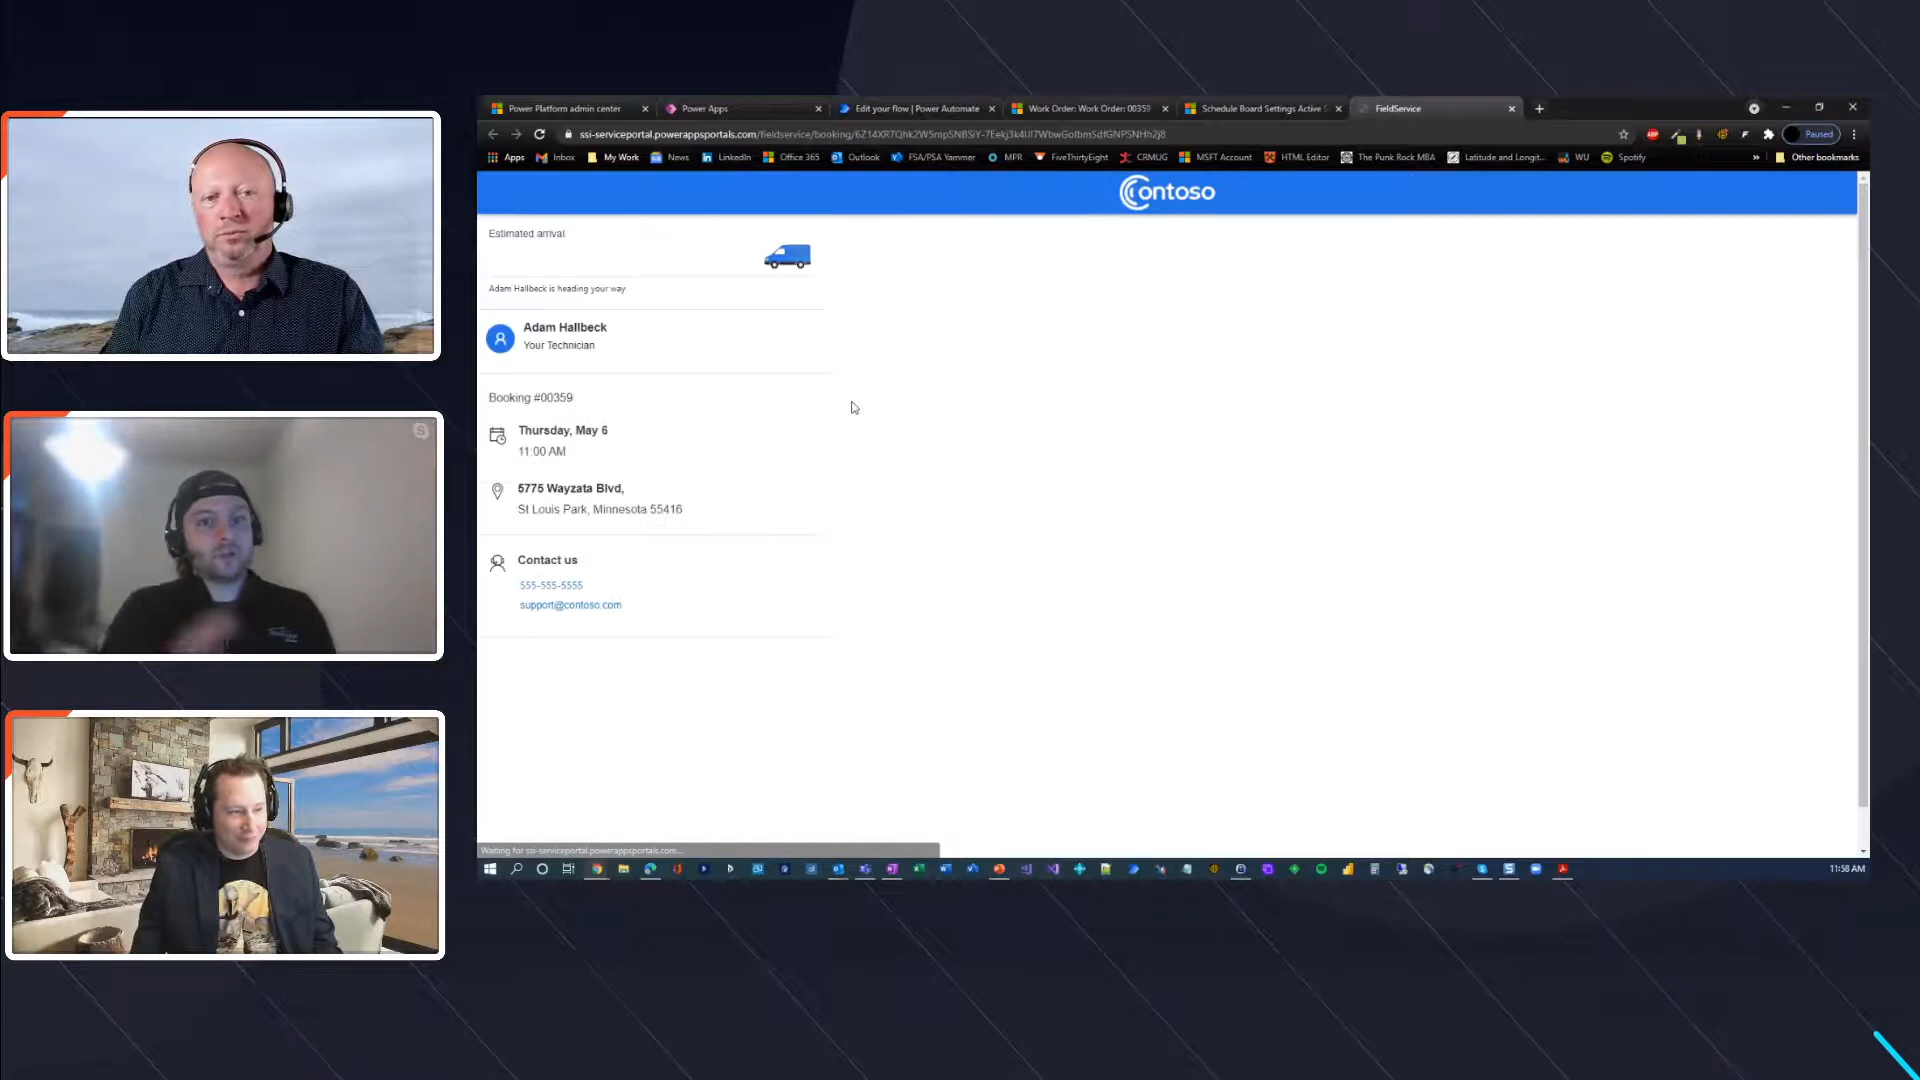 Power Platform admin center
Power Apps
Edit your flow | Power Automate
Work Order: Work Order: 00359
Schedule Board Settings Active S
FieldService
ssi-serviceportal.powerappsportals.com/fieldservice/booking/
Paused
Apps
Inbox
My Work
News
LinkedIn
Office 365
Outlook
FSA/PSA Yammer
MPR
FiveThirtyEight
CRMUG
MSFT Account
HTML Editor
The Punk Rock MBA
Latitude and Longit...
WU
Spotify
»
Other bookmarks
Contoso
Estimated arrival
Adam Hallbeck is heading your way
Adam Hallbeck
Your Technician
Booking #00359
Thursday, May 6
11:00 AM
5775 Wayzata Blvd,
St Louis Park, Minnesota 55416
Contact us
555-555-5555
support@contoso.com
Waiting for ssi-serviceportal.powerappsportals.com...
11:58 AM